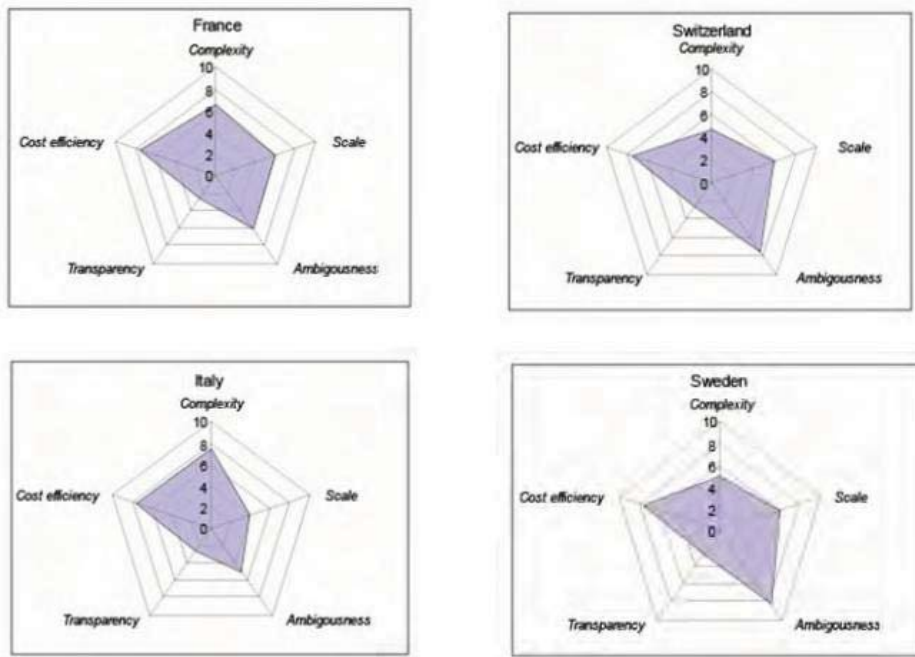 France
Complexity
10
8
6
4
2
0
Cost efficiency
Scale
Transparency
Ambigousness
Switzerland
Complexity
10
8
6
4
2
0
Cost efficiency
Scale
Transparency
Ambigousness
Italy
Complexity
10
8
6
4
2
0
Cost efficiency
Scale
Transparency
Ambigousness
Sweden
Complexity
10
8
6
4
2
0
Cost efficiency
Scale
Transparency
Ambigousness